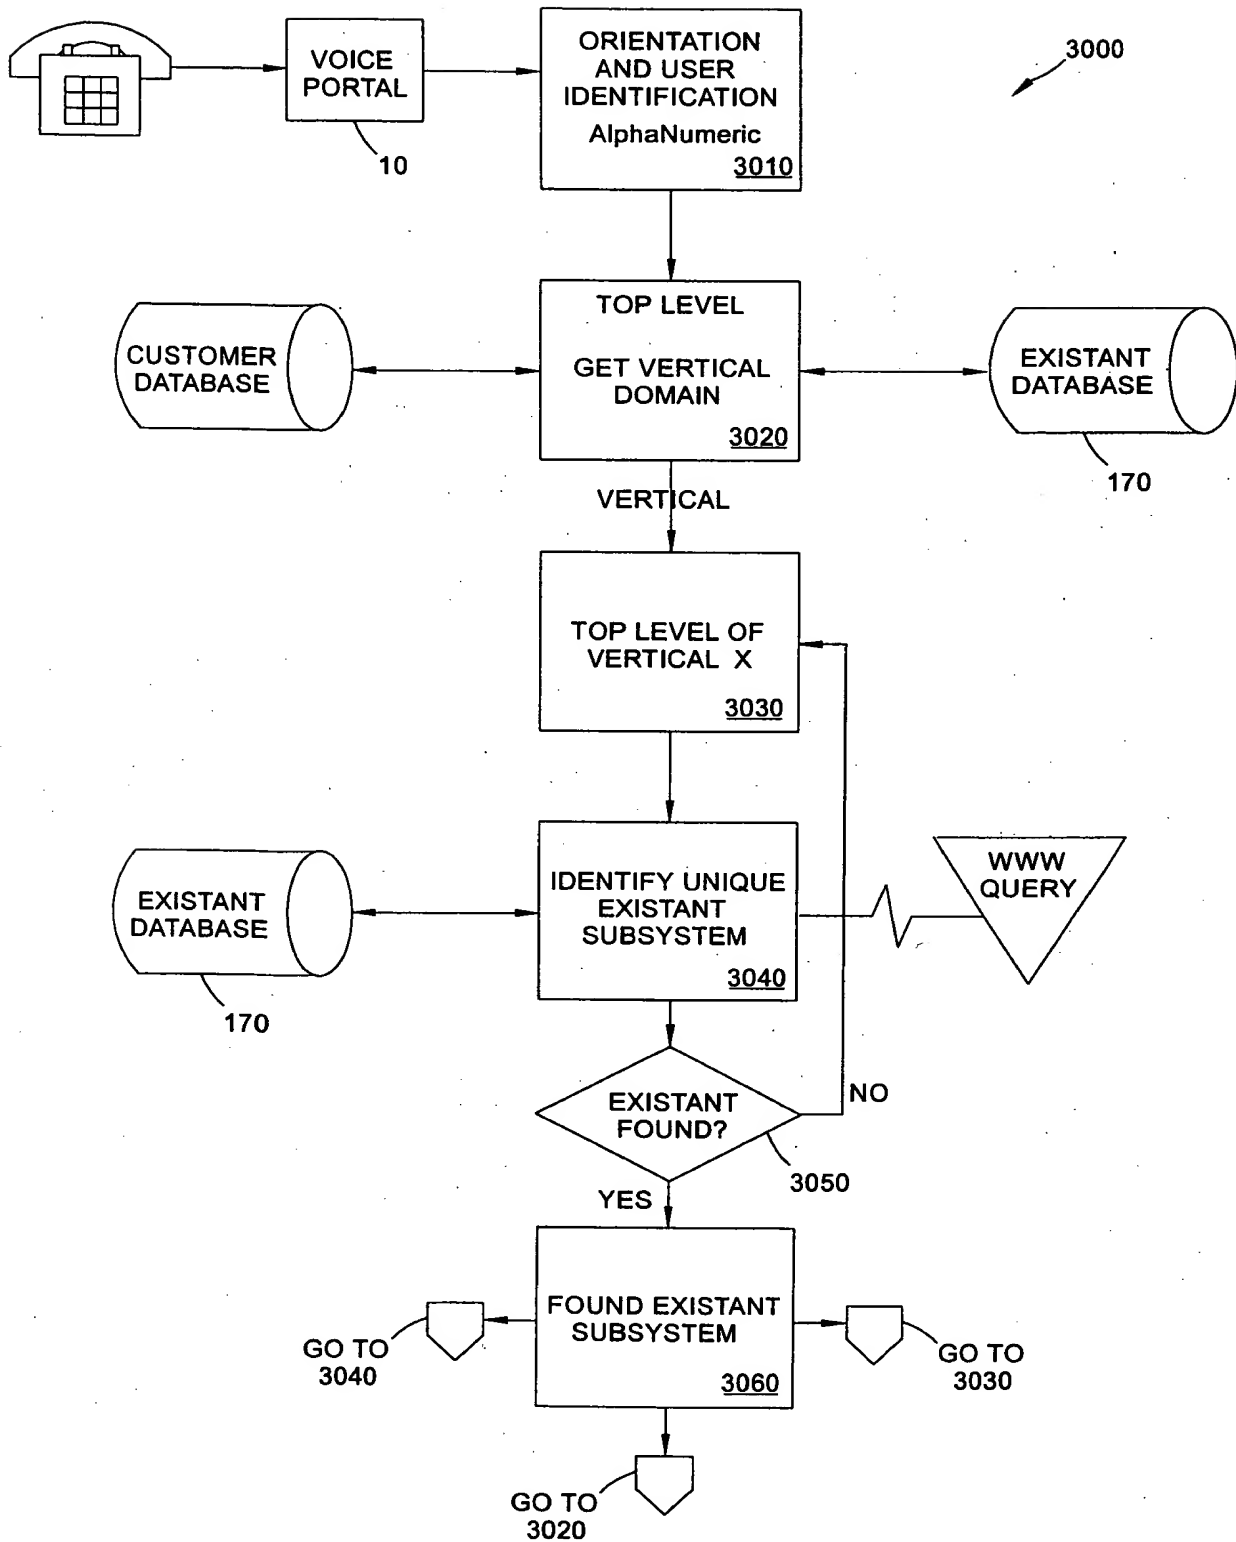 VOICE
PORTAL
10
ORIENTATION
AND USER
IDENTIFICATION
AlphaNumeric
3010
3000
CUSTOMER
DATABASE
TOP LEVEL
GET VERTICAL
DOMAIN
3020
EXISTANT
DATABASE
170
VERTICAL
TOP LEVEL OF
VERTICAL X
3030
EXISTANT
DATABASE
170
IDENTIFY UNIQUE
EXISTANT
SUBSYSTEM
3040
WWW
QUERY
EXISTANT
FOUND?
NO
3050
YES
FOUND EXISTANT
SUBSYSTEM
3060
GO TO
3040
GO TO
3030
GO TO
3020